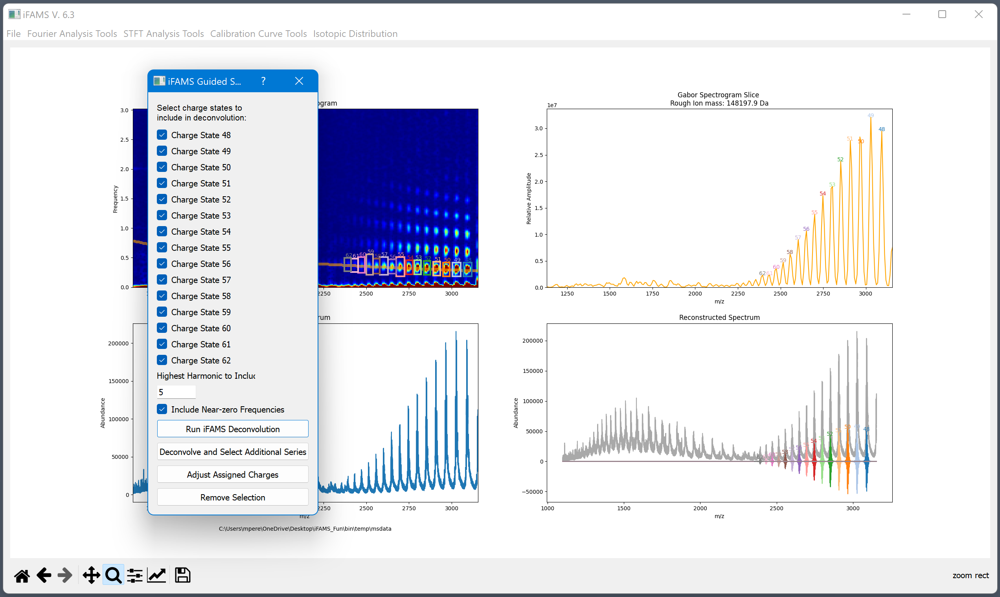 iFAMS V. 6.3
File Fourier Analysis Tools STFT Analysis Tools Calibration Curve Tools Isotopic Distribution
iFAMS Guided S... ?
Select charge states to
include in deconvolution:
Charge State 48
Charge State 49
Charge State 50
Charge State 51
Charge State 52
Charge State 53
Charge State 54
Charge State 55
Charge State 56
Charge State 57
Charge State 58
Charge State 59
Charge State 60
Charge State 61
Charge State 62
Highest Harmonic to Includ
5
Include Near-zero Frequencies
Run iFAMS Deconvolution
Deconvolve and Select Additional Series
Adjust Assigned Charges
Remove Selection
ogram
3.0
2.5
2.0
1.5
1.0
0.5
0.0
Frequency
62 61 60 59 58 57 56 55 54 53 52 51 50 49 48
2250 2500 2750 3000
Gabor Spectrogram Slice
Rough Ion mass: 148197.9 Da
1e7
3.0
2.5
2.0
1.5
1.0
0.5
0.0
Relative Amplitude
62 61 60 59 58 57 56 55 54 53 52 51 50 49 48
1250 1500 1750 2000 2250 2500 2750 3000
m/z
rum
200000
150000
100000
50000
0
Abundance
2250 2500 2750 3000
m/z
C:\Users\mpere\OneDrive\Desktop\iFAMS_Fun\bin\temp\msdata
Reconstructed Spectrum
200000
150000
100000
50000
0
−50000
Abundance
58 56 54 52 50 48
1000 1500 2000 2500 3000
m/z
zoom rect